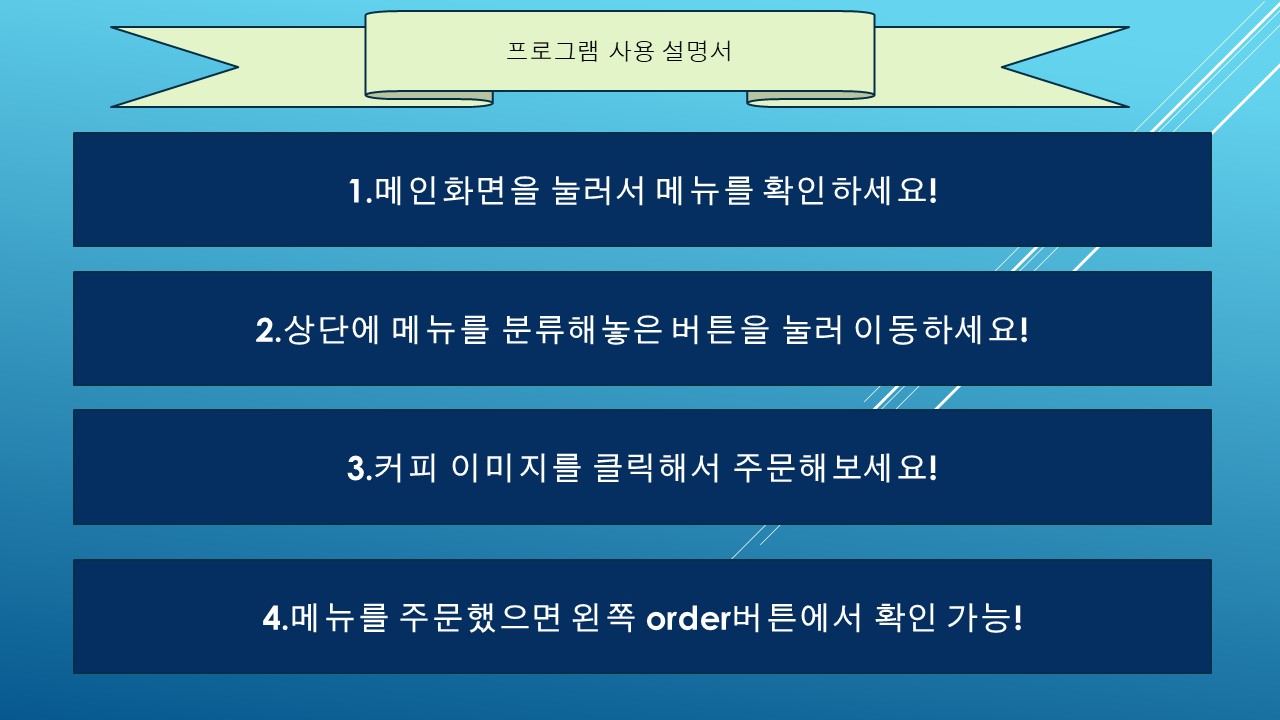 프로그램 사용 설명서
1.메인화면을 눌러서 메뉴를 확인하세요!
2.상단에 메뉴를 분류해놓은 버튼을 눌러 이동하세요!
3.커피 이미지를 클릭해서 주문해보세요!
4.메뉴를 주문했으면 왼쪽 order버튼에서 확인 가능!